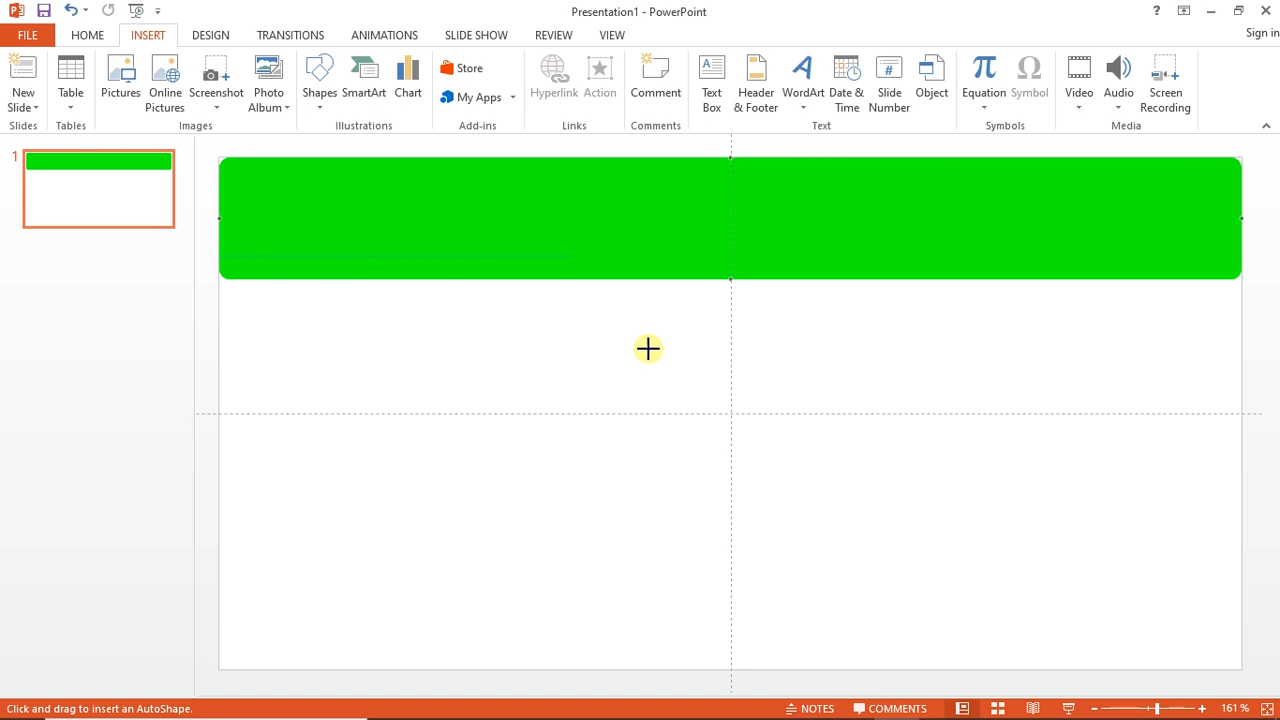 Presentation1 - PowerPoint
?
FILE HOME INSERT DESIGN TRANSITIONS ANIMATIONS SLIDE SHOW REVIEW VIEW Sign in
New Slide
Table
Pictures
Online Pictures
Screenshot
Photo Album
Shapes
SmartArt
Chart
Store
My Apps
Hyperlink
Action
Comment
Text Box
Header & Footer
WordArt
Date & Time
Slide Number
Object
Equation
Symbol
Video
Audio
Screen Recording
Slides Tables Images Illustrations Add-ins Links Comments Text Symbols Media
1
Click and drag to insert an AutoShape. NOTES COMMENTS 161 %